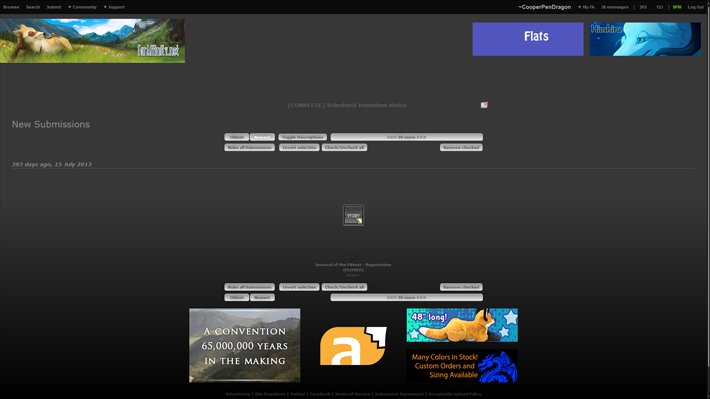 Browse Search Submit ▼ Community ▼ Support
~CooperPenDragon ▼ My FA 38 messages | 25S 12J | SFW Log Out
FurAffinity.net
Flats
Hioshiru
[COMPLETE] Scheduled Downtime Notice
New Submissions
Oldest Newest Toggle Descriptions >>> 38 more >>>
Nuke all Submissions Invert selection Check/Uncheck all Remove checked
393 days ago, 15 July 2013
STORY
Survival of the Fittest - Registration
[CLOSED]
Nuke all Submissions Invert selection Check/Uncheck all Remove checked
Oldest Newest >>> 38 more >>>
A CONVENTION
65,000,000 YEARS
IN THE MAKING
a
48" long!
Many Colors In Stock!
Custom Orders and
Sizing Available
Advertising | Site Donations | Twitter | Facebook | Terms of Service | Submission Agreement | Acceptable Upload Policy